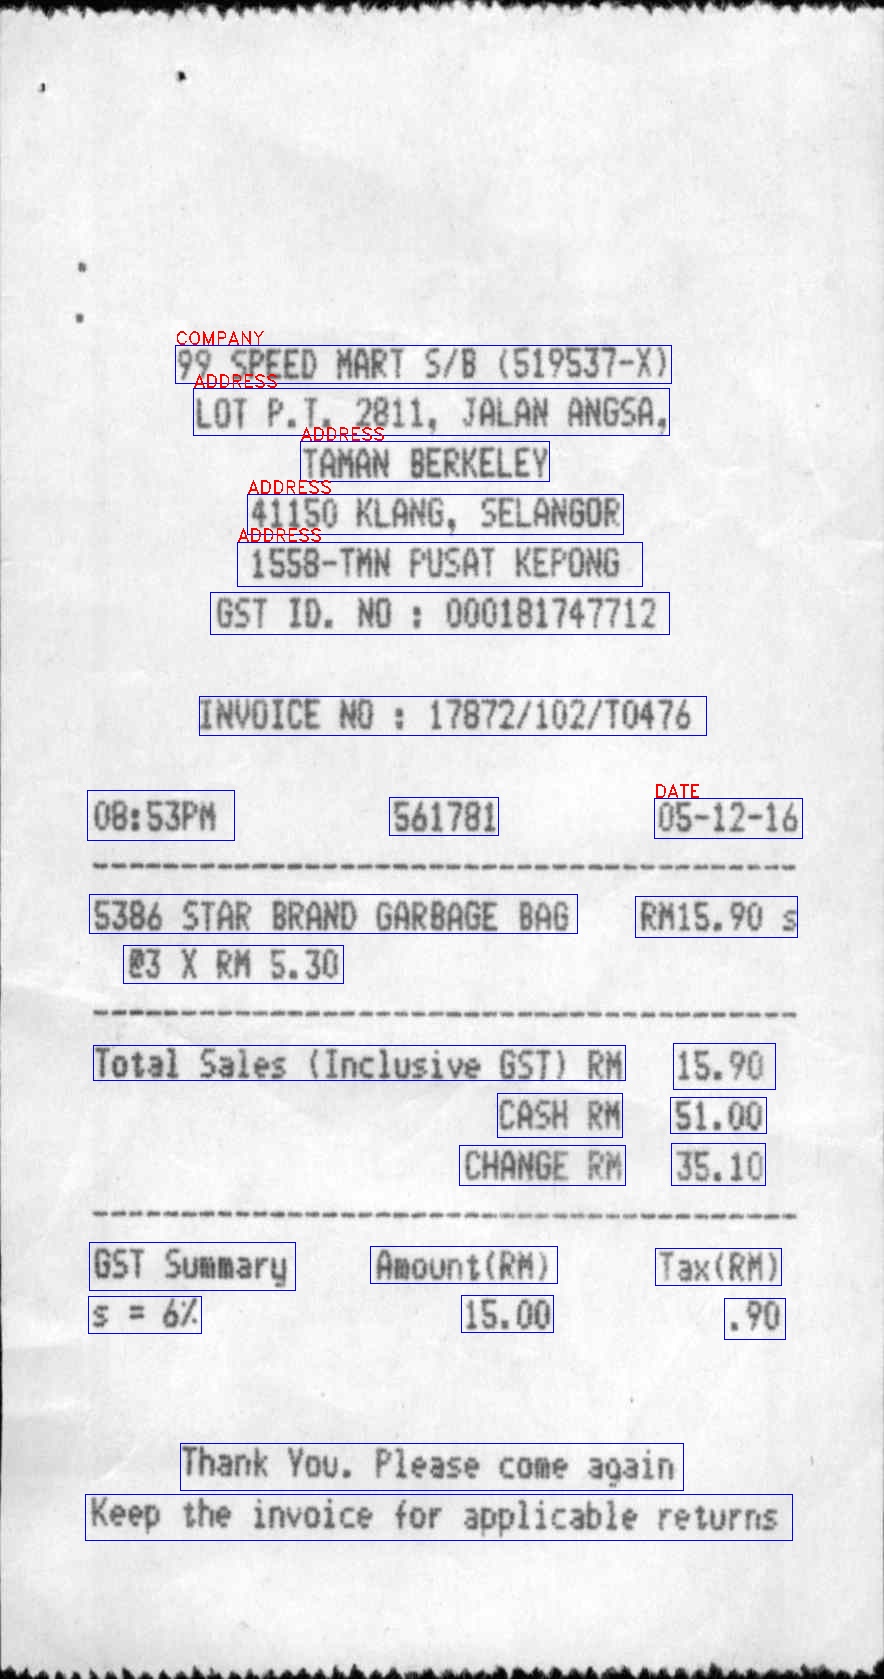 COMPANY
99 SPEED MART S/B (519537-X)
ADDRESS
LOT P.T. 2811, JALAN ANGSA,
ADDRESS
TAMAN BERKELEY
ADDRESS
41150 KLANG, SELANGOR
ADDRESS
1558-TMN PUSAT KEPONG
GST ID. NO : 000181747712
INVOICE NO : 17872/102/T0476
DATE
08:53PM 561781 05-12-16
5386 STAR BRAND GARBAGE BAG RM15.90 s
@3 X RM 5.30
Total Sales (Inclusive GST) RM 15.90
CASH RM 51.00
CHANGE RM 35.10
GST Summary Amount(RM) Tax(RM)
s = 6% 15.00 .90
Thank You. Please come again
Keep the invoice for applicable returns